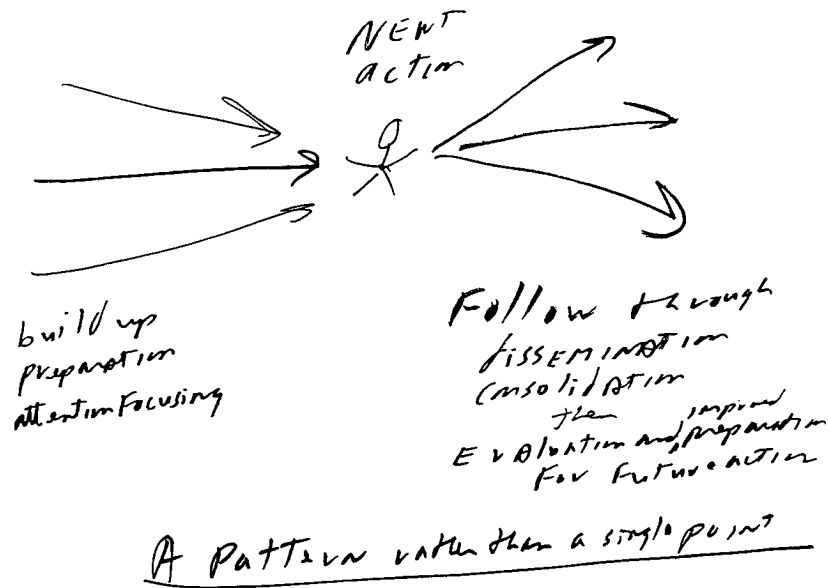 NEXT
action
build up
preparation
attention Focusing
Follow through
dissemination
consolidation
then
Evaluation and improved preparation
For Future action
A pattern rather than a single point